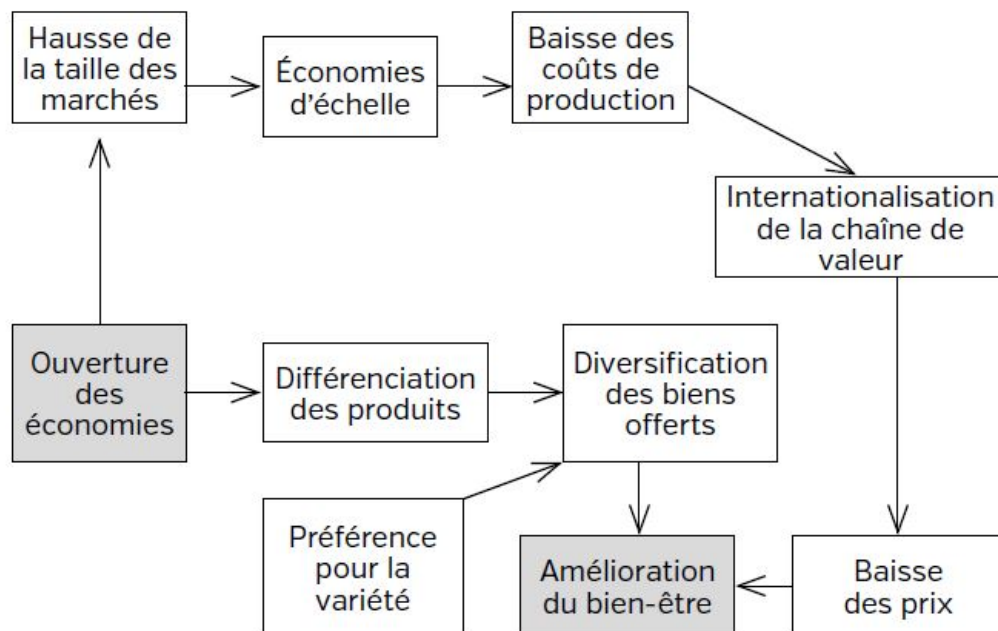 Hausse de
la taille des
marchés
Économies
d'échelle
Baisse des
coûts de
production
Internationalisation
de la chaîne de
valeur
Ouverture
des
économies
Différenciation
des produits
Diversification
des biens
offerts
Préférence
pour la
variété
Amélioration
du bien-être
Baisse
des prix